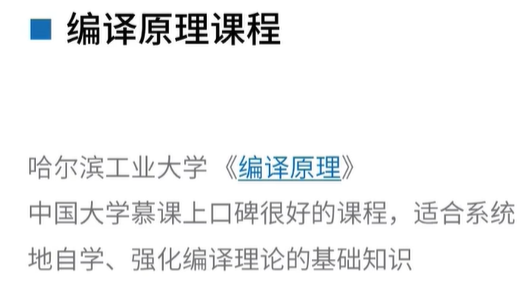 编译原理课程
哈尔滨工业大学 《编译原理》
中国大学慕课上口碑很好的课程，适合系统
地自学、强化编译理论的基础知识